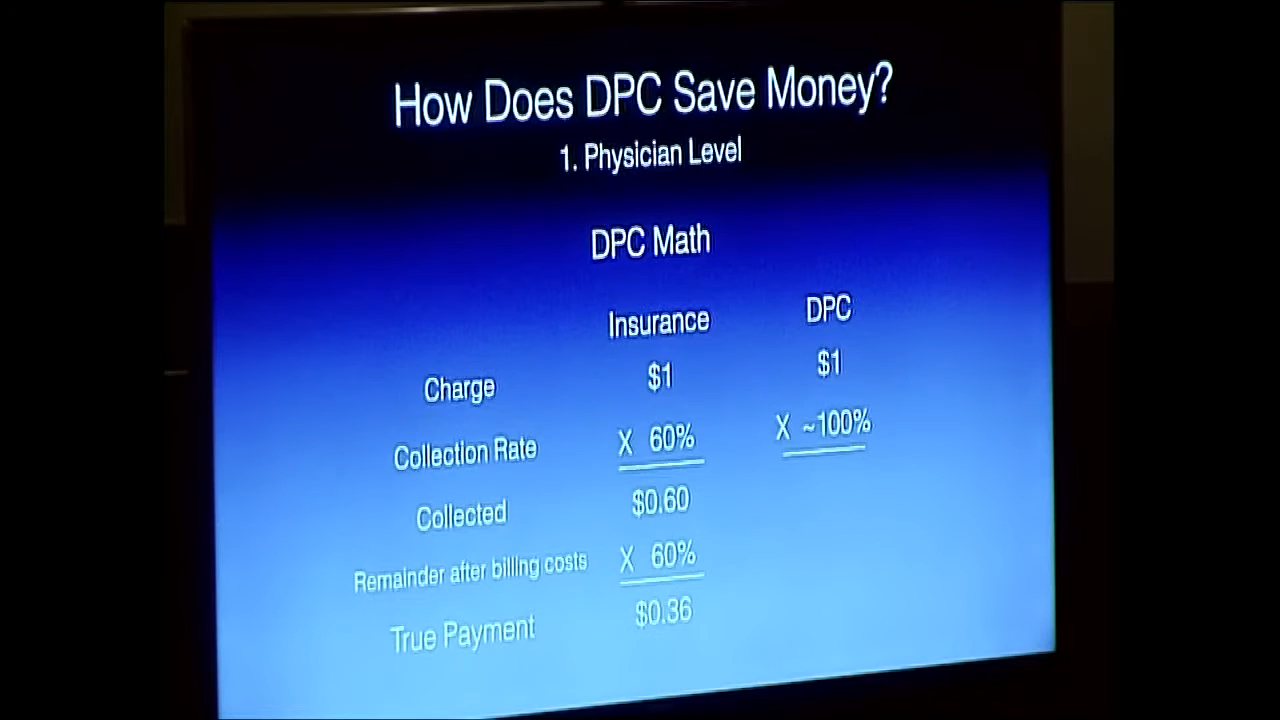 How Does DPC Save Money?
1. Physician Level
DPC Math
Insurance DPC
Charge $1 $1
Collection Rate X 60% X ~100%
Collected $0.60
Remainder after billing costs X 60%
True Payment $0.36